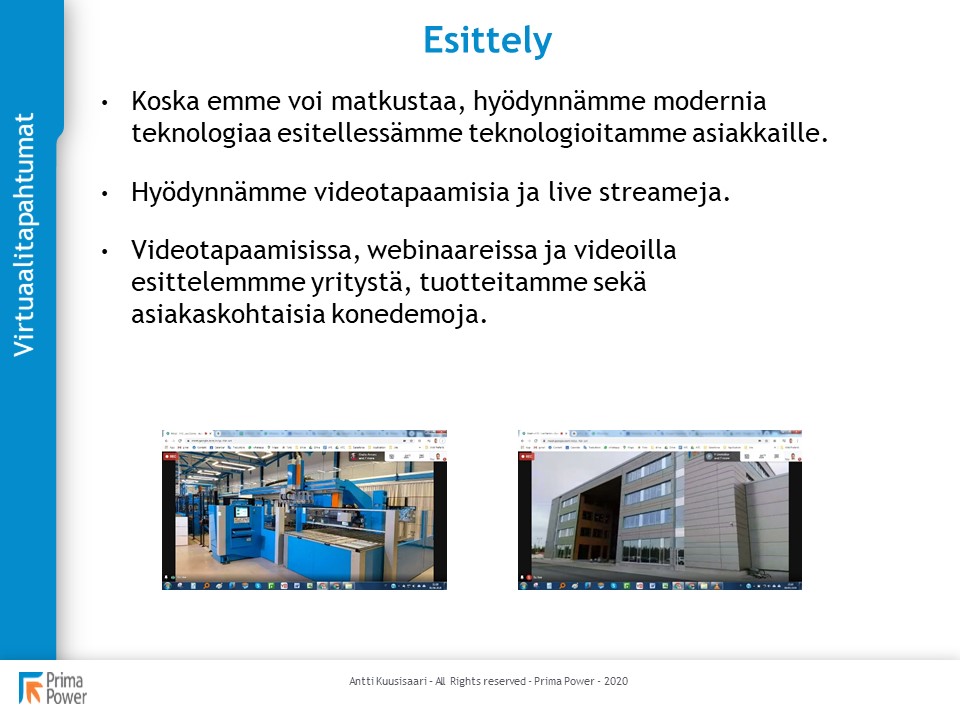 Esittely
Virtuaalitapahtumat
• Koska emme voi matkustaa, hyödynnämme modernia
teknologiaa esitellessämme teknologioitamme asiakkaille.
• Hyödynnämme videotapaamisia ja live streameja.
• Videotapaamisissa, webinaareissa ja videoilla
esittelemmme yritystä, tuotteitamme sekä
asiakaskohtaisia konedemoja.
Prima
Power
Antti Kuusisaari – All Rights reserved - Prima Power - 2020